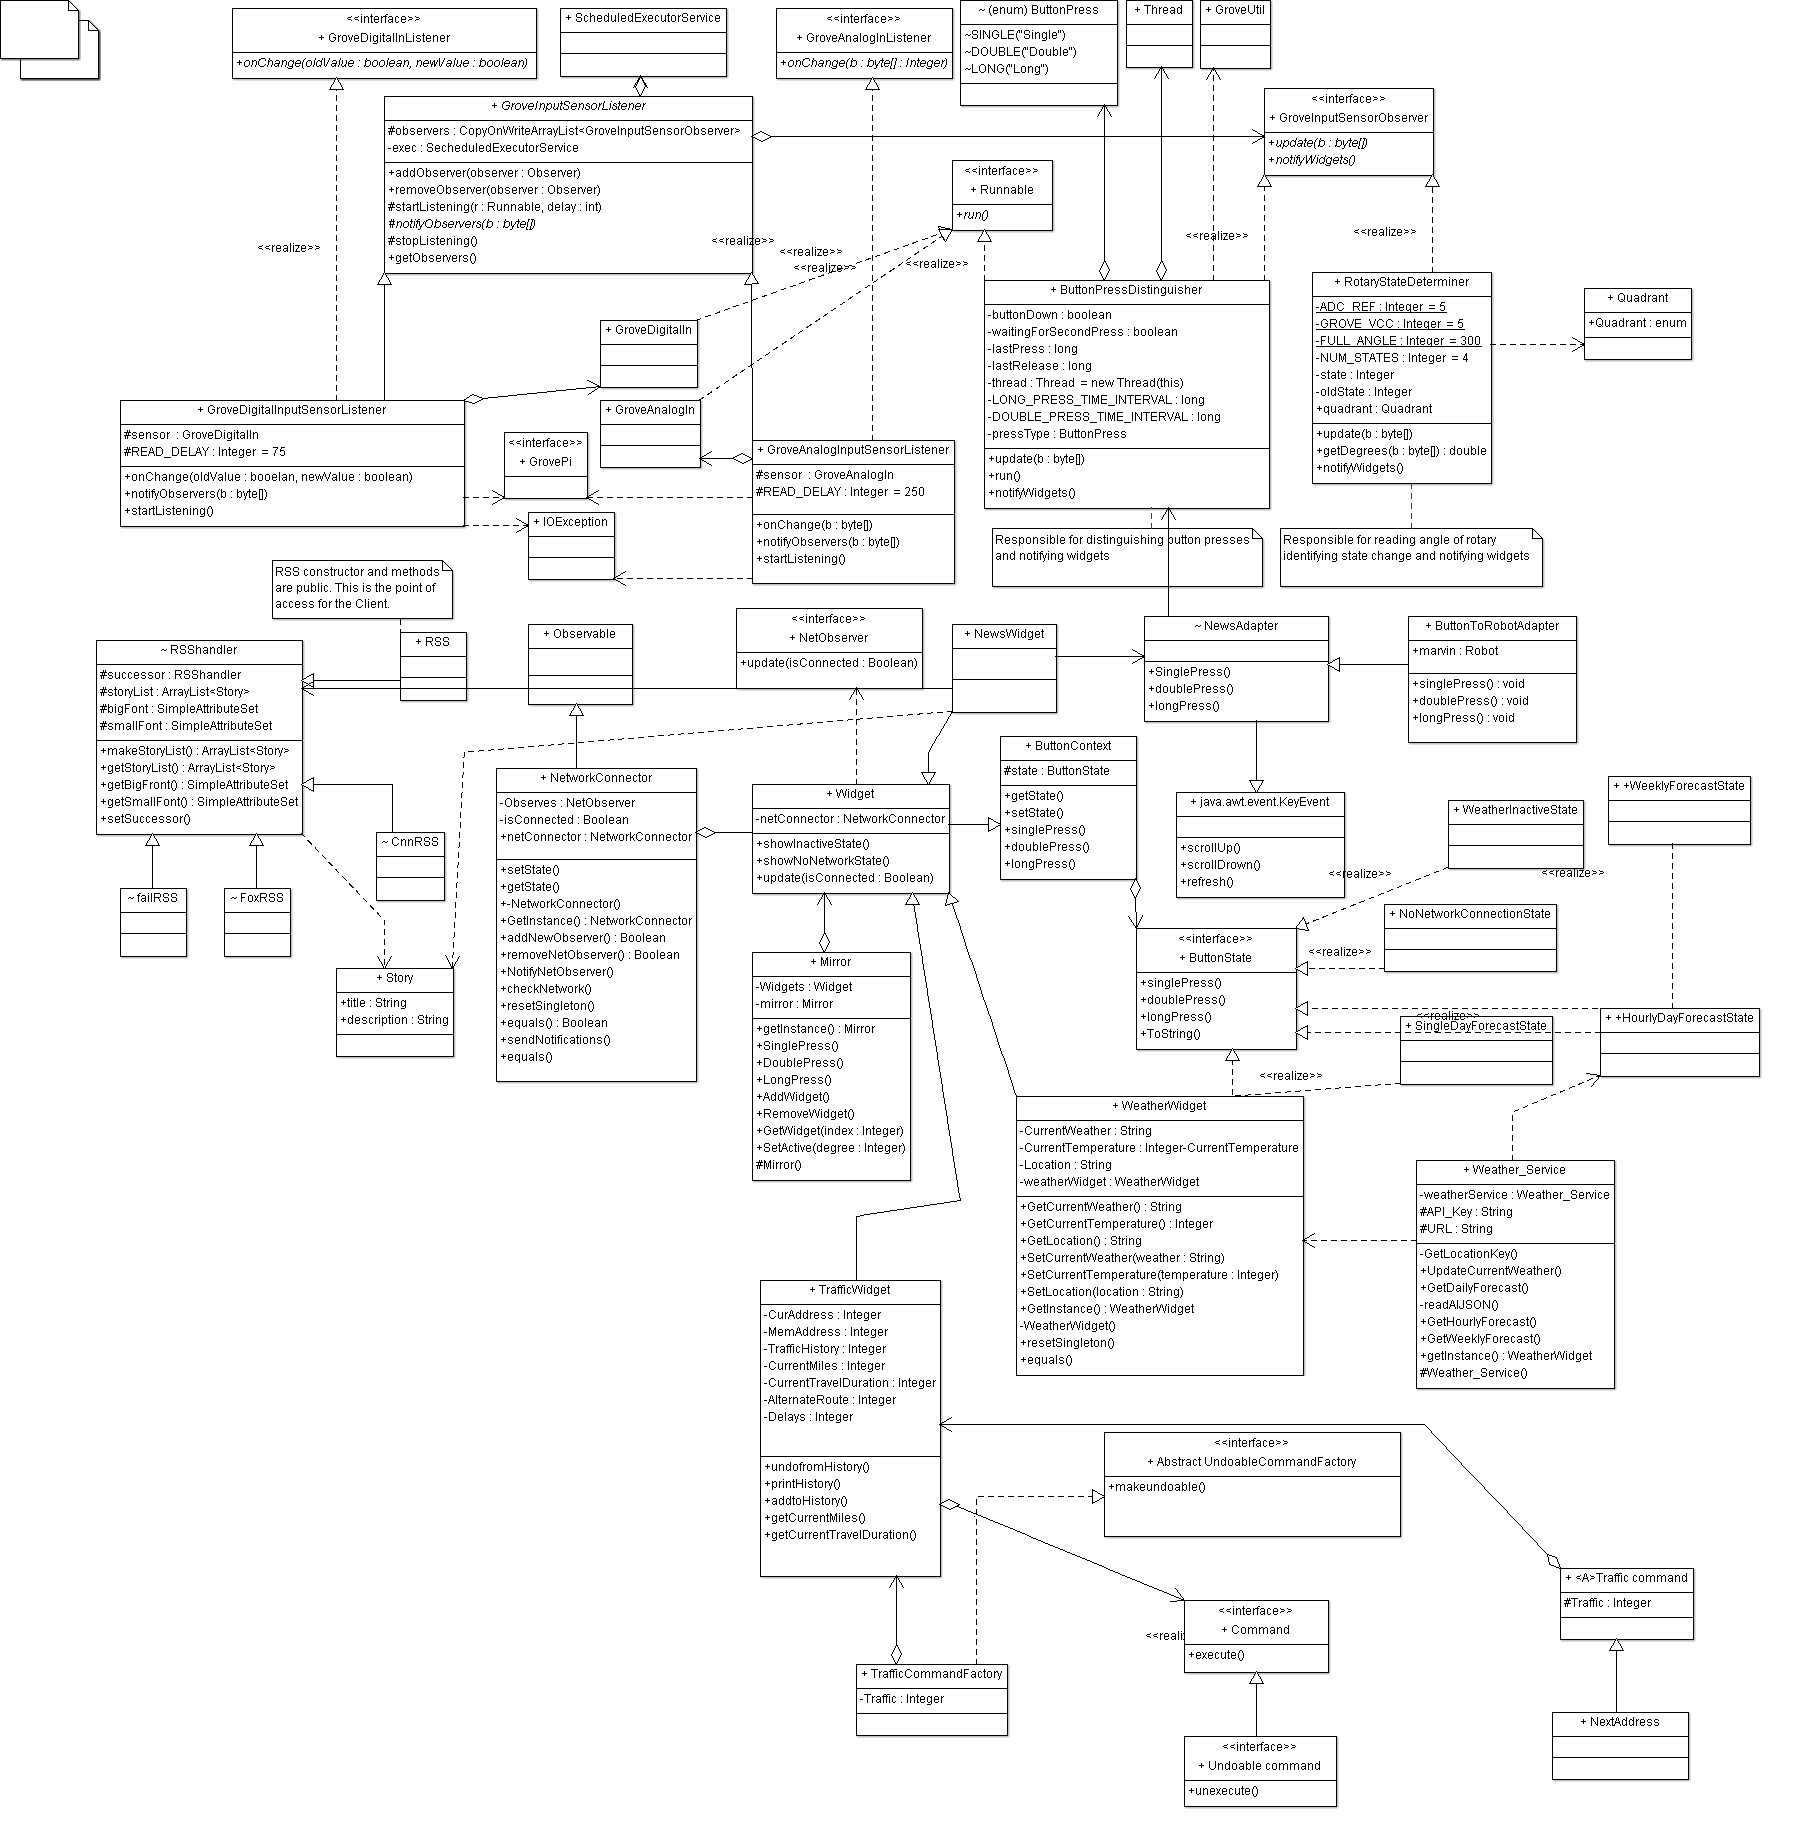 <<interface>>
+ GroveDigitalInListener
+onChange(oldValue : boolean, newValue : boolean)
+ ScheduledExecutorService
<<interface>>
+ GroveAnalogInListener
+onChange(b : byte[] : Integer)
~ (enum) ButtonPress
~SINGLE("Single")
~DOUBLE("Double")
~LONG("Long")
+ Thread
+ GroveUtil
<<interface>>
+ GroveInputSensorObserver
+update(b : byte[])
+notifyWidgets()
+ GroveInputSensorListener
#observers : CopyOnWriteArrayList<GroveInputSensorObserver>
-exec : SecheduledExecutorService
+addObserver(observer : Observer)
+removeObserver(observer : Observer)
#startListening(r : Runnable, delay : int)
#notifyObservers(b : byte[])
#stopListening()
+getObservers()
<<interface>>
+ Runnable
+run()
<<realize>>
<<realize>>
<<realize>>
<<realize>>
<<realize>>
<<realize>>
<<realize>>
+ ButtonPressDistinguisher
-buttonDown : boolean
-waitingForSecondPress : boolean
-lastPress : long
-lastRelease : long
-thread : Thread = new Thread(this)
-LONG_PRESS_TIME_INTERVAL : long
-DOUBLE_PRESS_TIME_INTERVAL : long
-pressType : ButtonPress
+update(b : byte[])
+run()
+notifyWidgets()
+ RotaryStateDeterminer
-ADC_REF : Integer = 5
-GROVE_VCC : Integer = 5
-FULL_ANGLE : Integer = 300
-NUM_STATES : Integer = 4
-state : Integer
-oldState : Integer
+quadrant : Quadrant
+update(b : byte[])
+getDegrees(b : byte[]) : double
+notifyWidgets()
+ Quadrant
+Quadrant : enum
+ GroveDigitalIn
+ GroveAnalogIn
+ GroveDigitalInputSensorListener
#sensor : GroveDigitalIn
#READ_DELAY : Integer = 75
+onChange(oldValue : booelan, newValue : boolean)
+notifyObservers(b : byte[])
+startListening()
<<interface>>
+ GrovePi
+ IOException
+ GroveAnalogInputSensorListener
#sensor : GroveAnalogIn
#READ_DELAY : Integer = 250
+onChange(b : byte[])
+notifyObservers(b : byte[])
+startListening()
Responsible for distinguishing button presses
and notifying widgets
Responsible for reading angle of rotary
identifying state change and notifying widgets
RSS constructor and methods
are public. This is the point of
access for the Client.
+ RSS
~ RSShandler
#successor : RSShandler
#storyList : ArrayList<Story>
#bigFont : SimpleAttributeSet
#smallFont : SimpleAttributeSet
+makeStoryList() : ArrayList<Story>
+getStoryList() : ArrayList<Story>
+getBigFront() : SimpleAttributeSet
+getSmallFont() : SimpleAttributeSet
+setSuccessor()
~ CnnRSS
~ failRSS
~ FoxRSS
+ Story
+title : String
+description : String
+ Observable
<<interface>>
+ NetObserver
+update(isConnected : Boolean)
+ NewsWidget
~ NewsAdapter
+SinglePress()
+doublePress()
+longPress()
+ ButtonToRobotAdapter
+marvin : Robot
+singlePress() : void
+doublePress() : void
+longPress() : void
+ NetworkConnector
-Observes : NetObserver
-isConnected : Boolean
+netConnector : NetworkConnector
+setState()
+getState()
+-NetworkConnector()
+GetInstance() : NetworkConnector
+addNewObserver() : Boolean
+removeNetObserver() : Boolean
+NotifyNetObserver()
+checkNetwork()
+resetSingleton()
+equals() : Boolean
+sendNotifications()
+equals()
+ Widget
-netConnector : NetworkConnector
+showInactiveState()
+showNoNetworkState()
+update(isConnected : Boolean)
+ ButtonContext
#state : ButtonState
+getState()
+setState()
+singlePress()
+doublePress()
+longPress()
+ java.awt.event.KeyEvent
+scrollUp()
+scrollDrown()
+refresh()
+ WeatherInactiveState
+ +WeeklyForecastState
<<realize>>
<<realize>>
+ NoNetworkConnectionState
<<realize>>
<<interface>>
+ ButtonState
+singlePress()
+doublePress()
+longPress()
+ToString()
<<realize>>
+ SingleDayForecastState
+ +HourlyDayForecastState
<<realize>>
+ Mirror
-Widgets : Widget
-mirror : Mirror
+getInstance() : Mirror
+SinglePress()
+DoublePress()
+LongPress()
+AddWidget()
+RemoveWidget()
+GetWidget(index : Integer)
+SetActive(degree : Integer)
#Mirror()
+ WeatherWidget
-CurrentWeather : String
-CurrentTemperature : Integer-CurrentTemperature
-Location : String
-weatherWidget : WeatherWidget
+GetCurrentWeather() : String
+GetCurrentTemperature() : Integer
+GetLocation() : String
+SetCurrentWeather(weather : String)
+SetCurrentTemperature(temperature : Integer)
+SetLocation(location : String)
+GetInstance() : WeatherWidget
-WeatherWidget()
+resetSingleton()
+equals()
+ Weather_Service
-weatherService : Weather_Service
#API_Key : String
#URL : String
-GetLocationKey()
+UpdateCurrentWeather()
+GetDailyForecast()
-readAlJSON()
+GetHourlyForecast()
+GetWeeklyForecast()
+getInstance() : WeatherWidget
#Weather_Service()
+ TrafficWidget
-CurAddress : Integer
-MemAddress : Integer
-TrafficHistory : Integer
-CurrentMiles : Integer
-CurrentTravelDuration : Integer
-AlternateRoute : Integer
-Delays : Integer
+undofromHistory()
+printHistory()
+addtoHistory()
+getCurrentMiles()
+getCurrentTravelDuration()
<<interface>>
+ Abstract UndoableCommandFactory
+makeundoable()
+ <A>Traffic command
#Traffic : Integer
<<interface>>
+ Command
+execute()
<<reali
+ TrafficCommandFactory
-Traffic : Integer
+ NextAddress
<<interface>>
+ Undoable command
+unexecute()